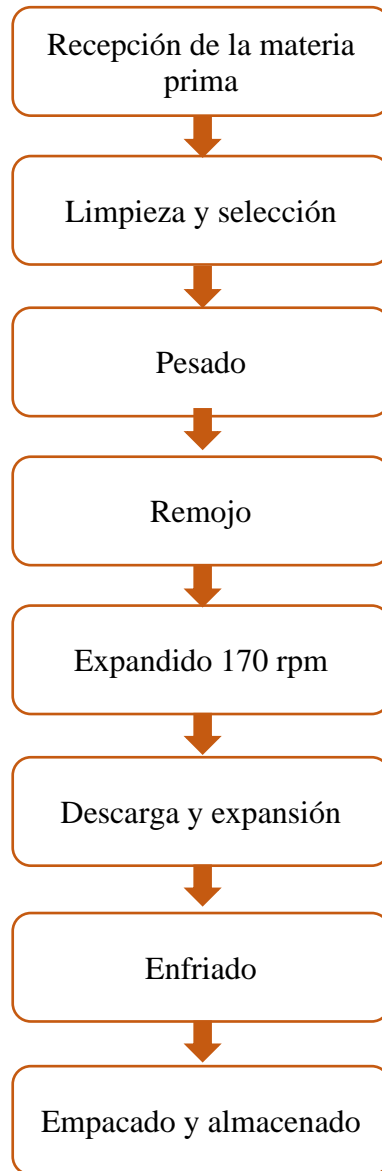 Recepción de la materia
prima
Limpieza y selección
Pesado
Remojo
Expandido 170 rpm
Descarga y expansión
Enfriado
Empacado y almacenado